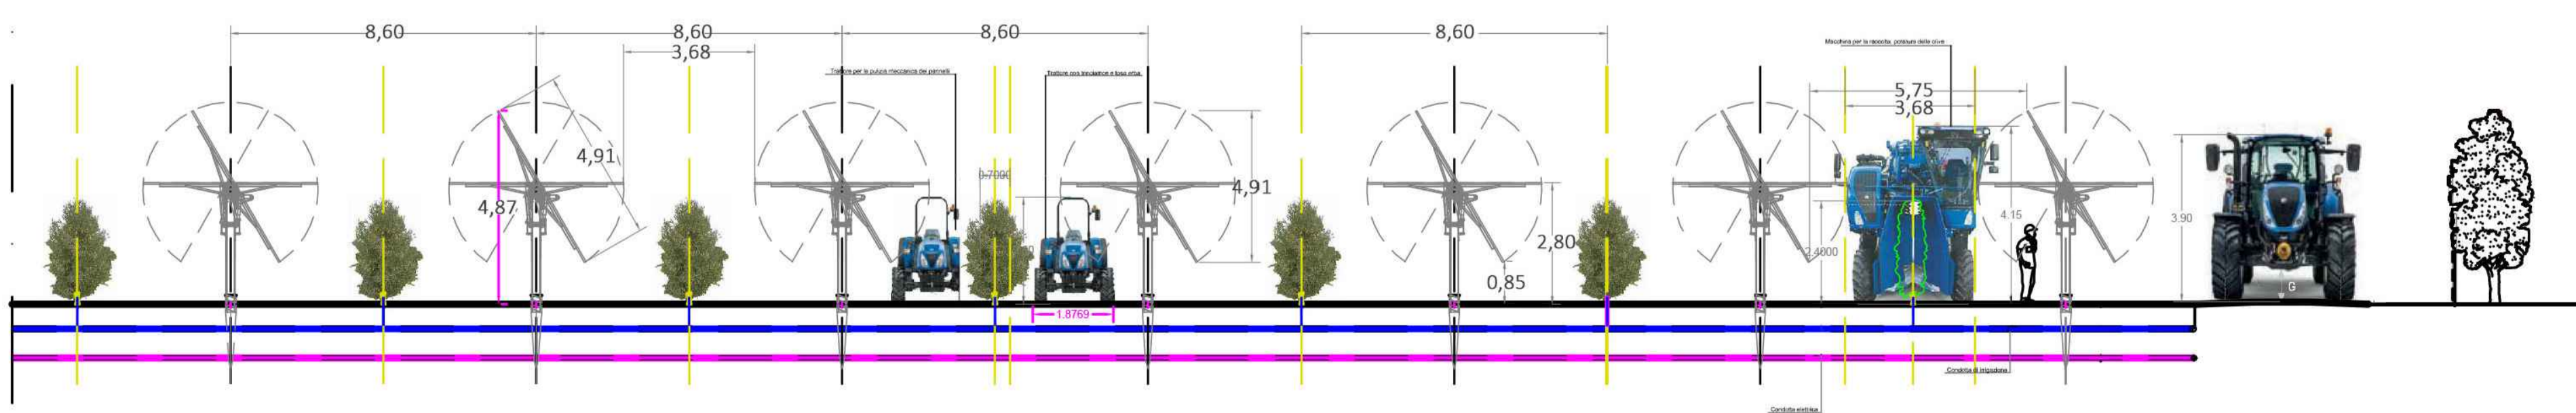 8,60
8,60
8,60
8,60
3,68
Trattore per la pulizia meccanica dei pannelli
Trattore con trinciatore e tosa erba
Macchina per la raccolta, potatura delle olive
5,75
3,68
4,91
4,87
0.7000
4,91
2,80
0,85
4.15
2.4000
3.90
G
1.8769
Condotta di irrigazione
Condotta elettrica